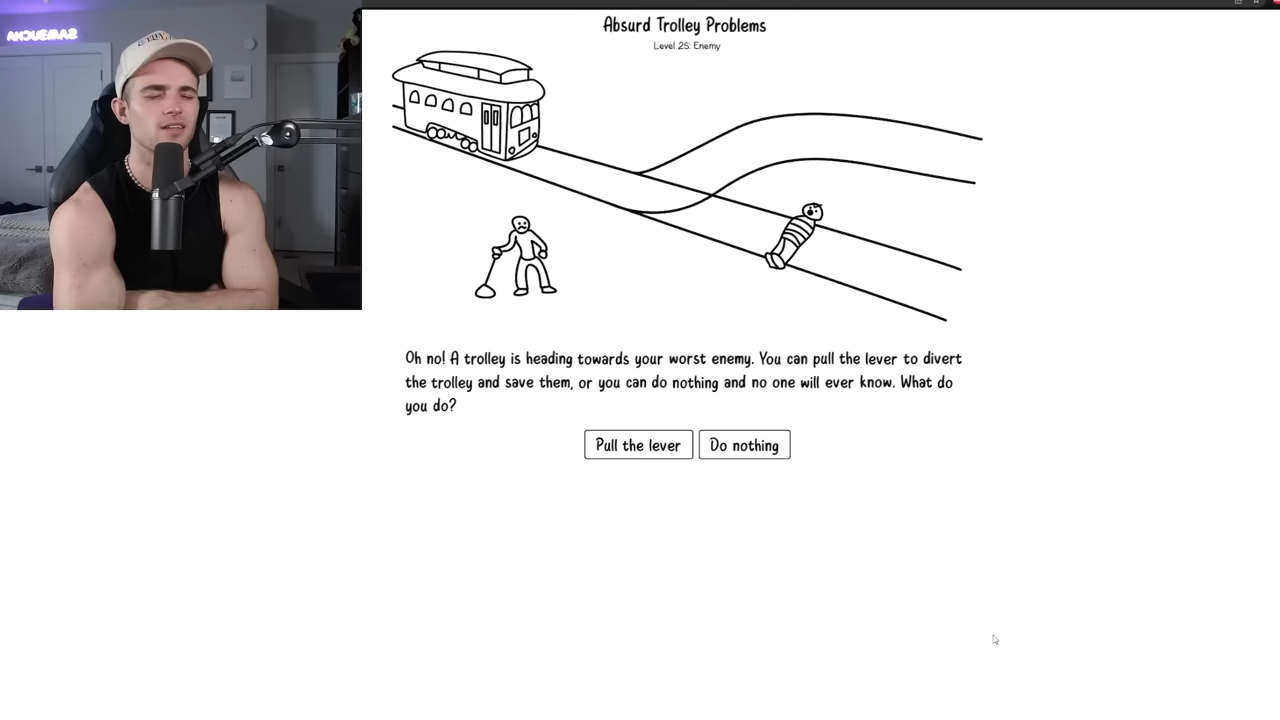 Absurd Trolley Problems
Level 25: Enemy
Oh no! A trolley is heading towards your worst enemy. You can pull the lever to divert
the trolley and save them, or you can do nothing and no one will ever know. What do
you do?
Pull the lever
Do nothing